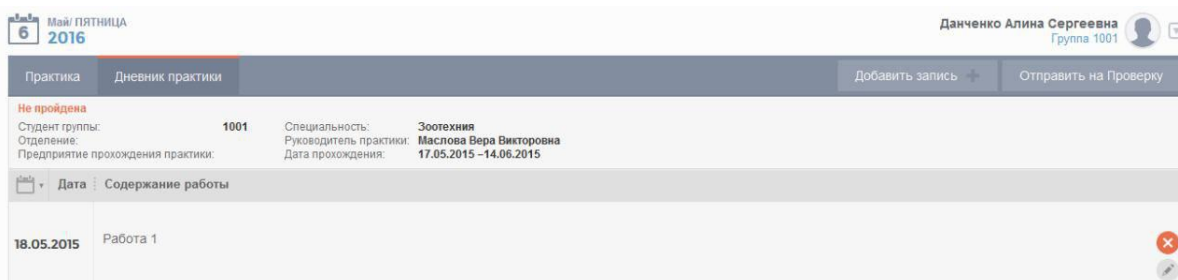 6 Май/ ПЯТНИЦА
2016
Данченко Алина Сергеевна
Группа 1001
Практика Дневник практики Добавить запись Отправить на Проверку
Не пройдена
Студент группы: 1001 Специальность: Зоотехния
Отделение: Руководитель практики: Маслова Вера Викторовна
Предприятие прохождения практики: Дата прохождения: 17.05.2015 –14.06.2015
Дата Содержание работы
18.05.2015 Работа 1